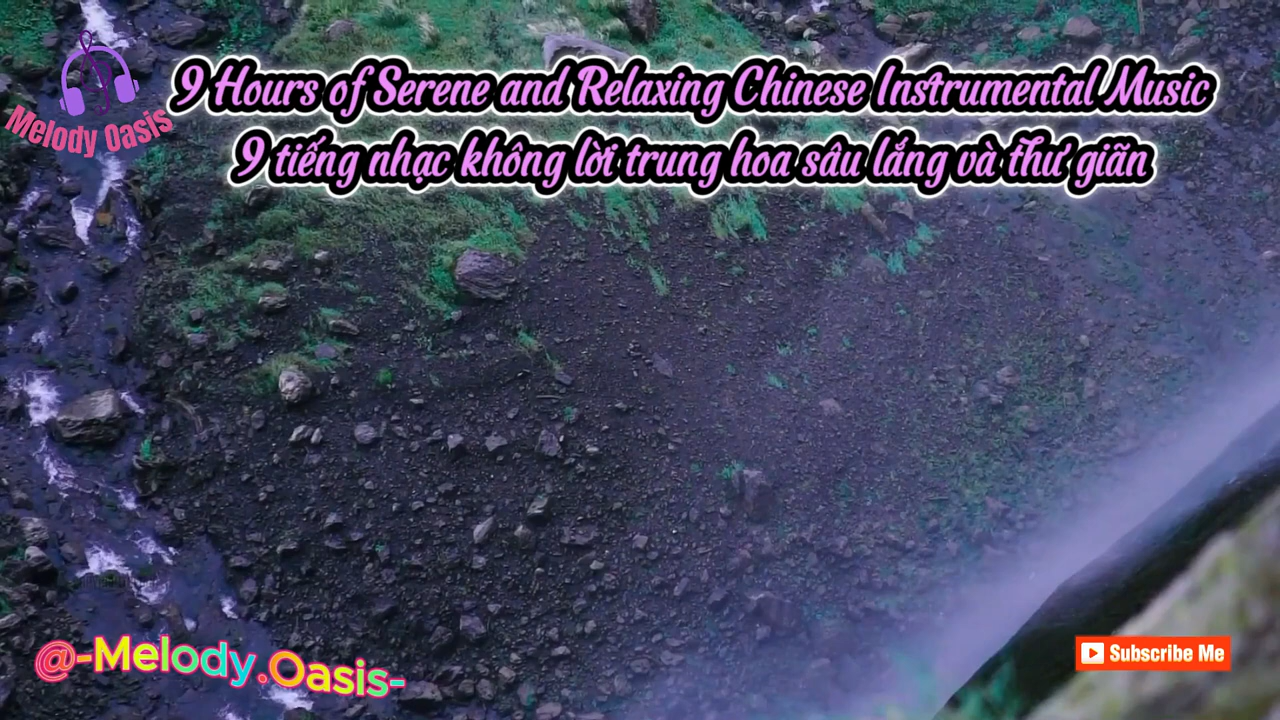 9 Hours of Serene and Relaxing Chinese Instrumental Music
9 tiếng nhạc không lời trung hoa sâu lắng và thư giãn
Melody Oasis
@-Melody.Oasis-
Subscribe Me